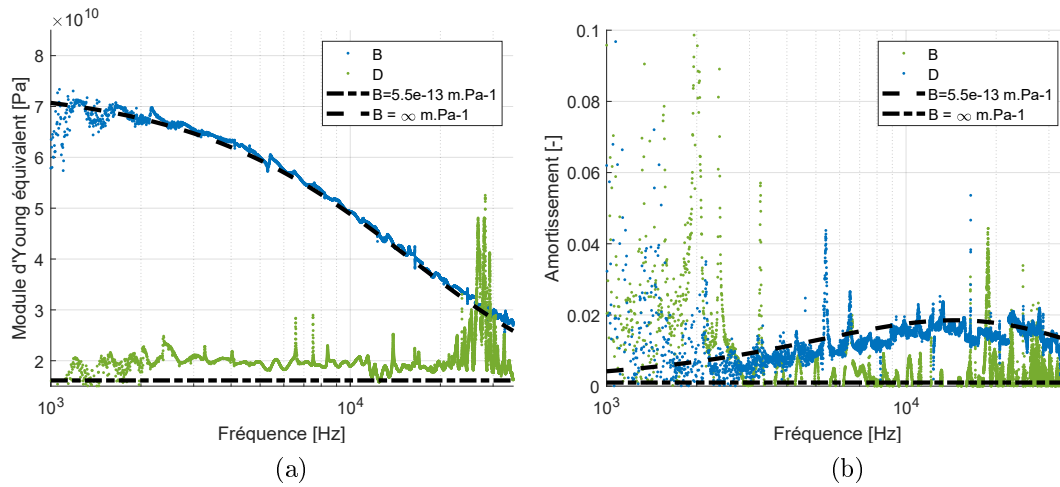 ×10^10
8
7
6
5
4
3
2
10^3
10^4
Module d'Young équivalent [Pa]
Fréquence [Hz]
B
D
B=5.5e-13 m.Pa-1
B = ∞ m.Pa-1
(a)
0.1
0.08
0.06
0.04
0.02
0
10^3
10^4
Amortissement [-]
Fréquence [Hz]
B
D
B=5.5e-13 m.Pa-1
B = ∞ m.Pa-1
(b)